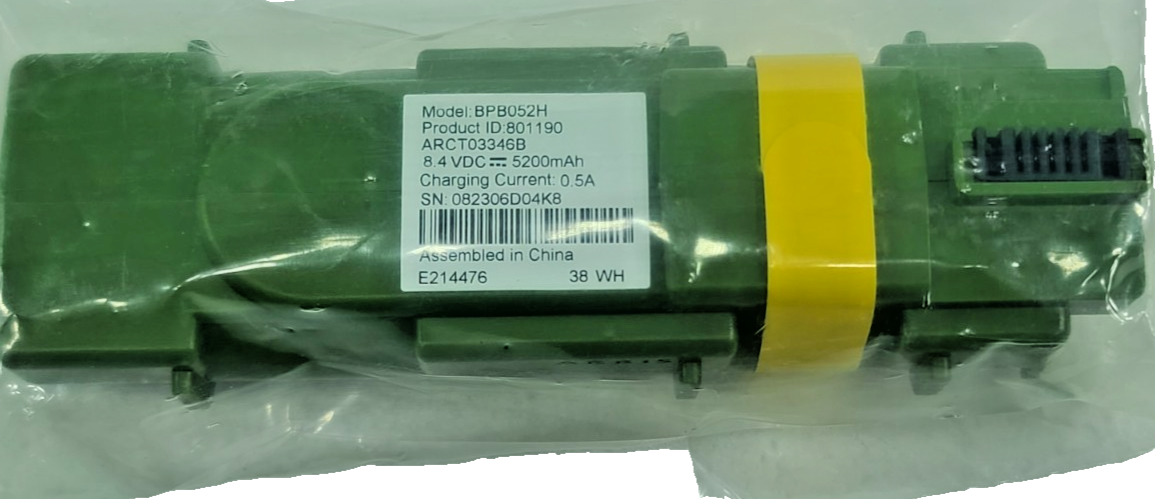 Model:BPB052H
Product ID:801190
ARCT03346B
8.4 VDC⎓ 5200mAh
Charging Current: 0.5A
SN: 082306D04K8
Assembled in China
E214476 38 WH